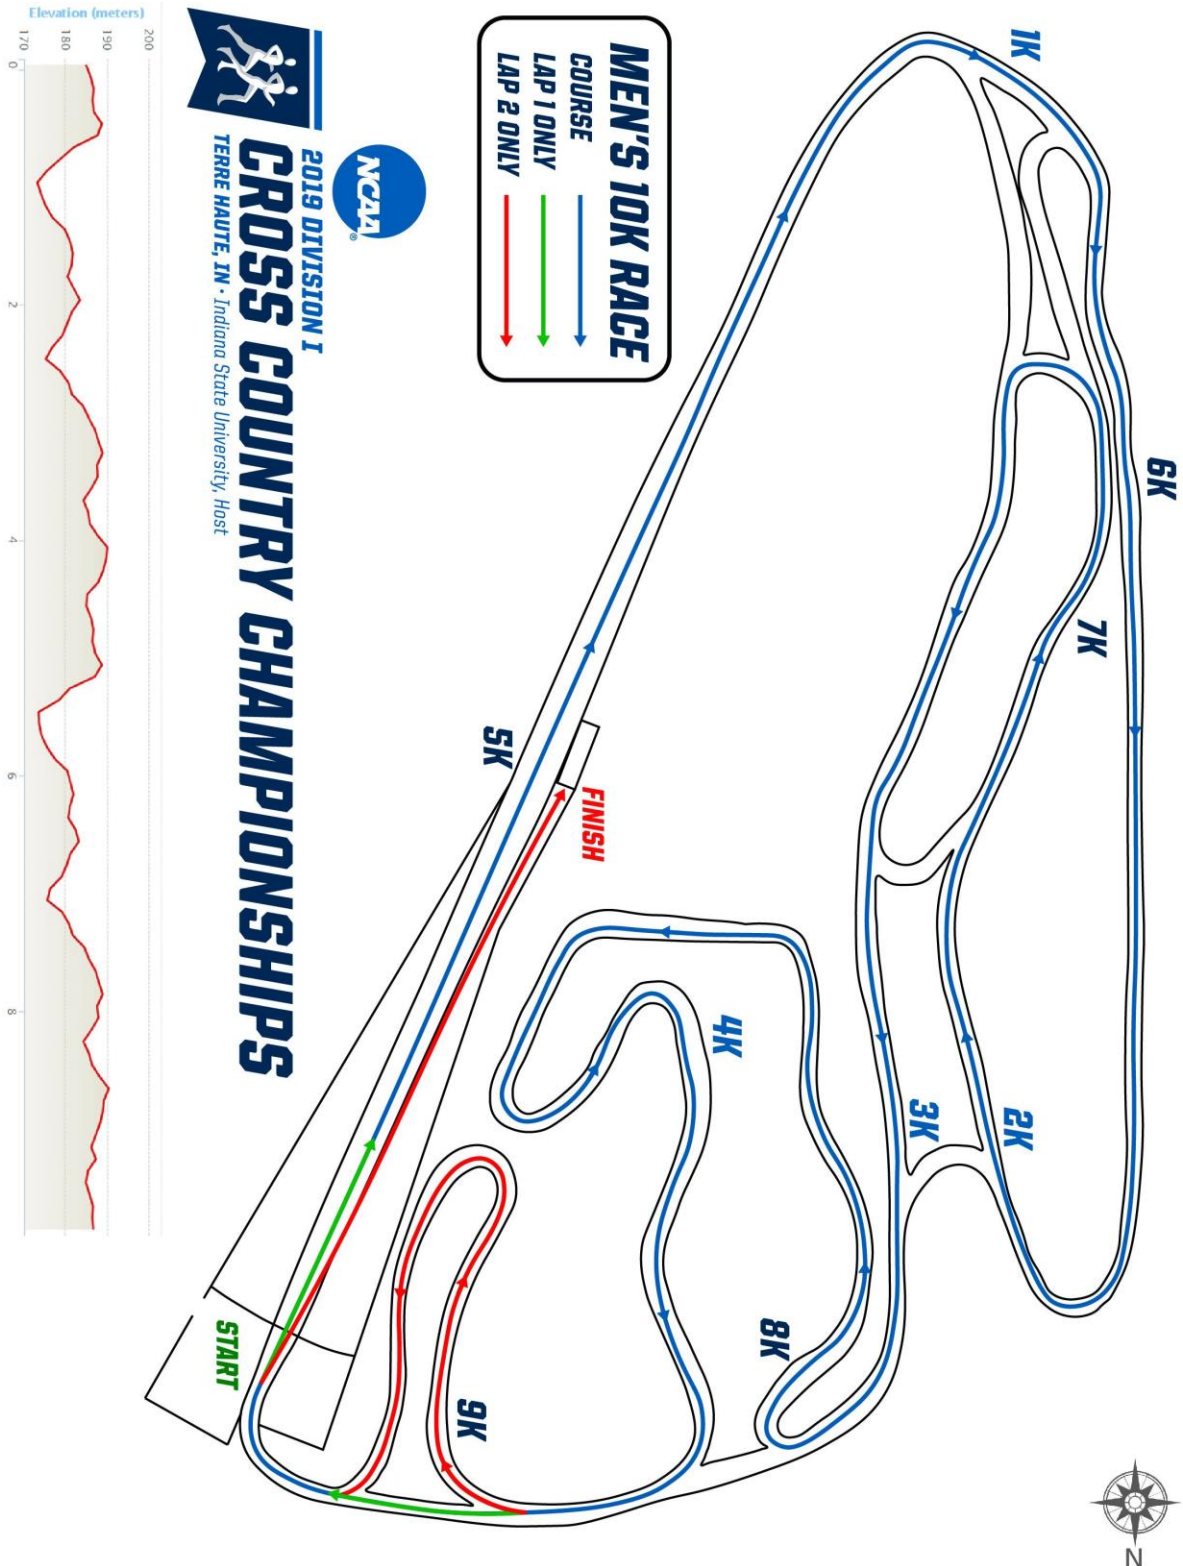 MEN'S 10K RACE
COURSE
LAP 1 ONLY
LAP 2 ONLY
NCAA®
2019 DIVISION I
CROSS COUNTRY CHAMPIONSHIPS
TERRE HAUTE, IN • Indiana State University, Host
1K
6K
7K
5K
FINISH
4K
3K
2K
8K
9K
START
N
Elevation (meters)
200
190
180
170
0
2
4
6
8